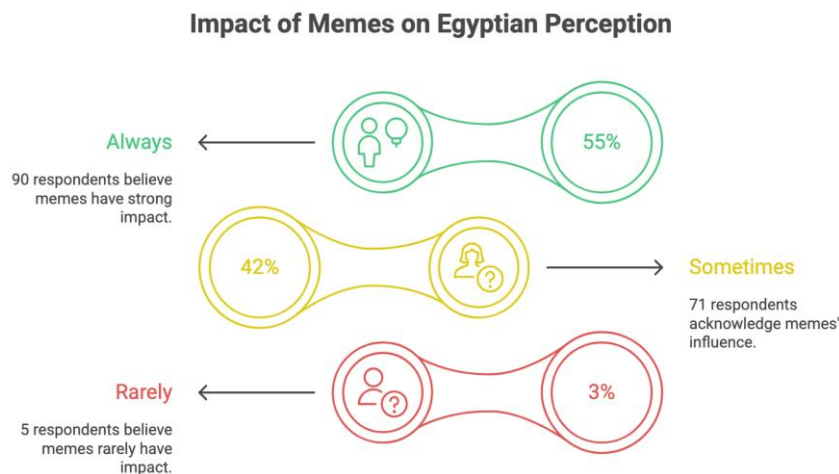 Impact of Memes on Egyptian Perception
Always
55%
90 respondents believe
memes have strong
impact.
42%
Sometimes
71 respondents
acknowledge memes'
influence.
Rarely
3%
5 respondents believe
memes rarely have
impact.